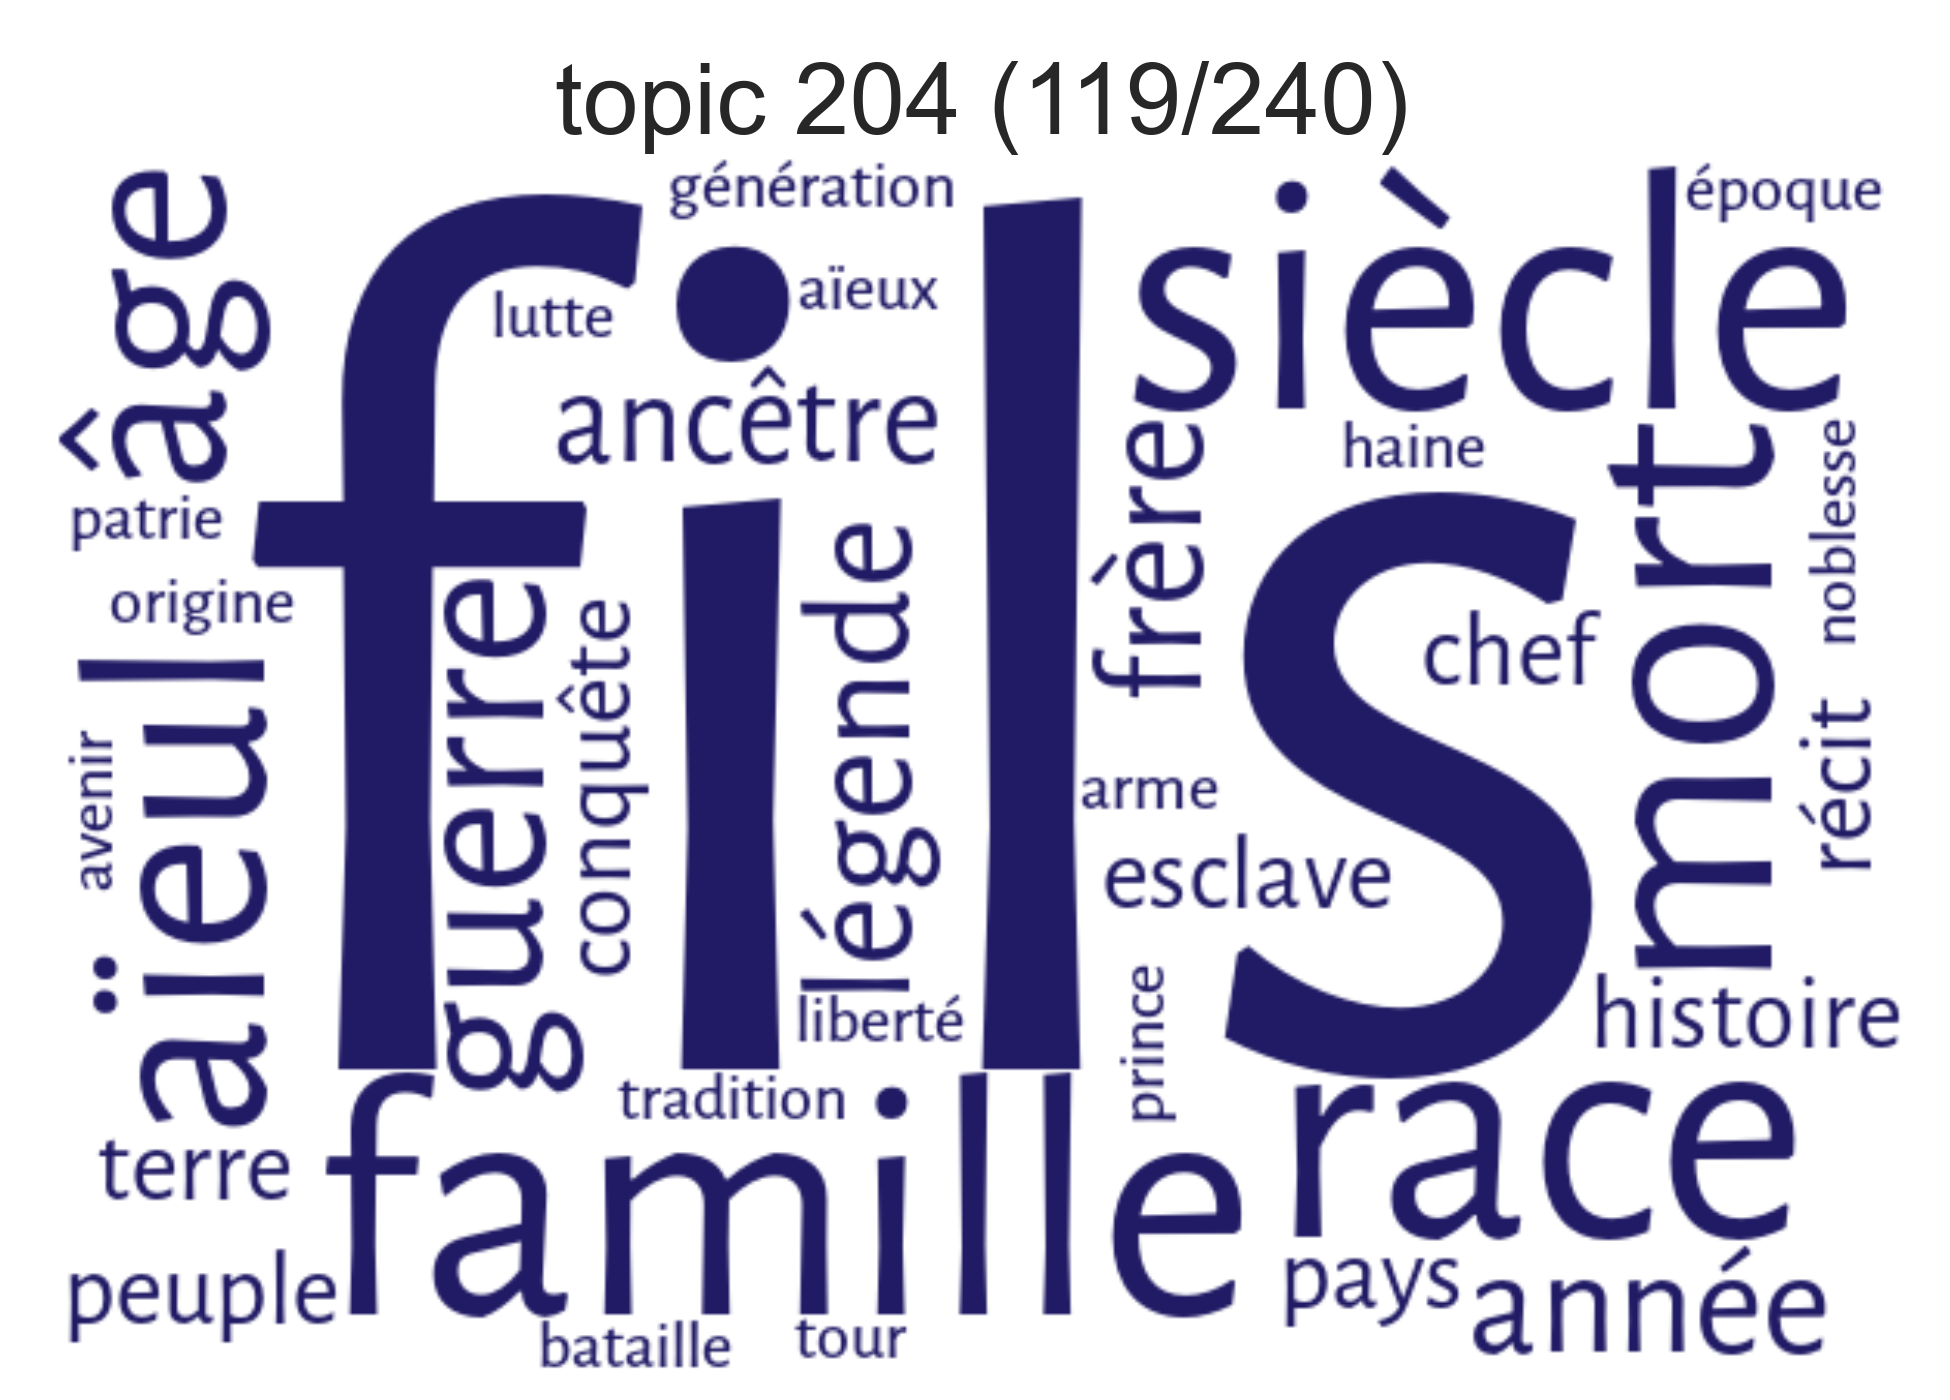 topic 204 (119/240)
génération
époque
âge
siècle
lutte
aïeux
fils
ancêtre
frère
haine
mort
noblesse
patrie
origine
légende
guerre
conquête
chef
aïeul
avenir
récit
arme
esclave
liberté
prince
histoire
tradition
terre
famille
race
peuple
pays
année
bataille
tour